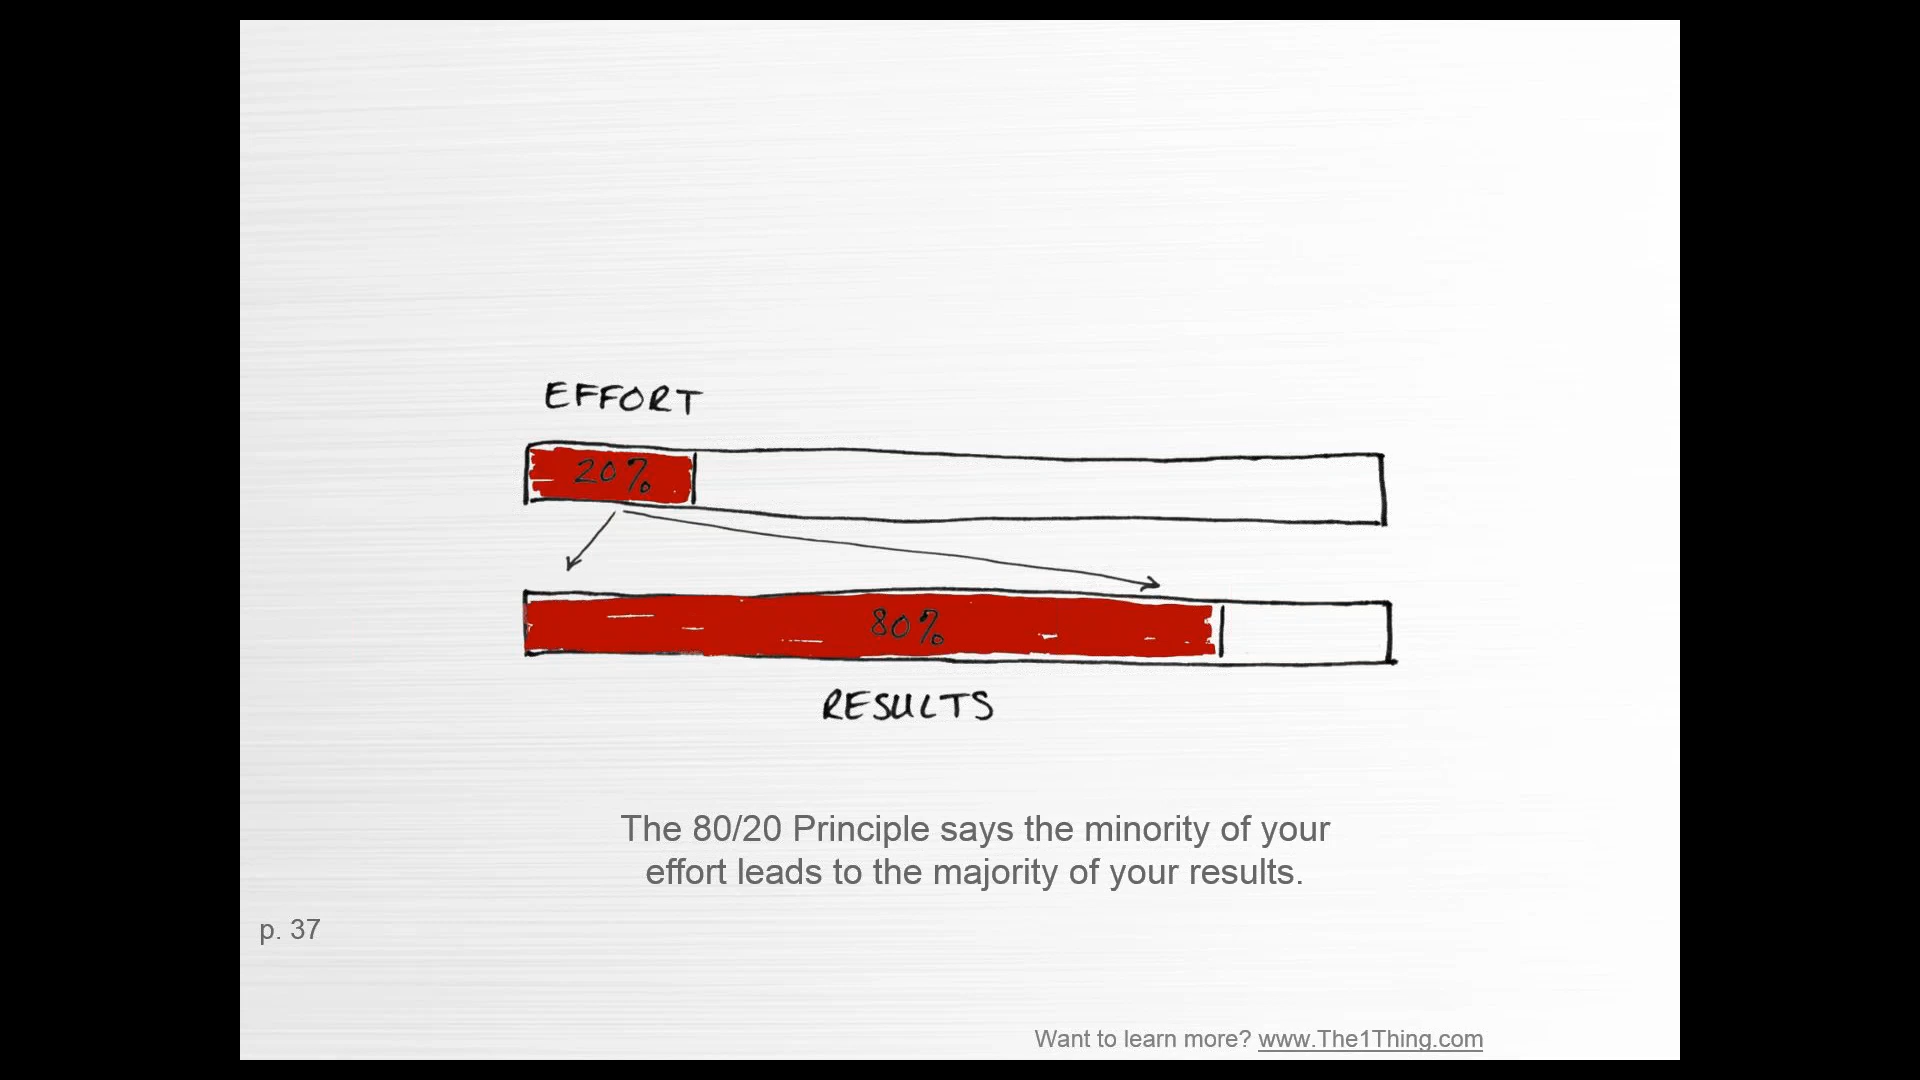 EFFORT
20%
80%
RESULTS
The 80/20 Principle says the minority of your
effort leads to the majority of your results.
p. 37
Want to learn more? www.The1Thing.com